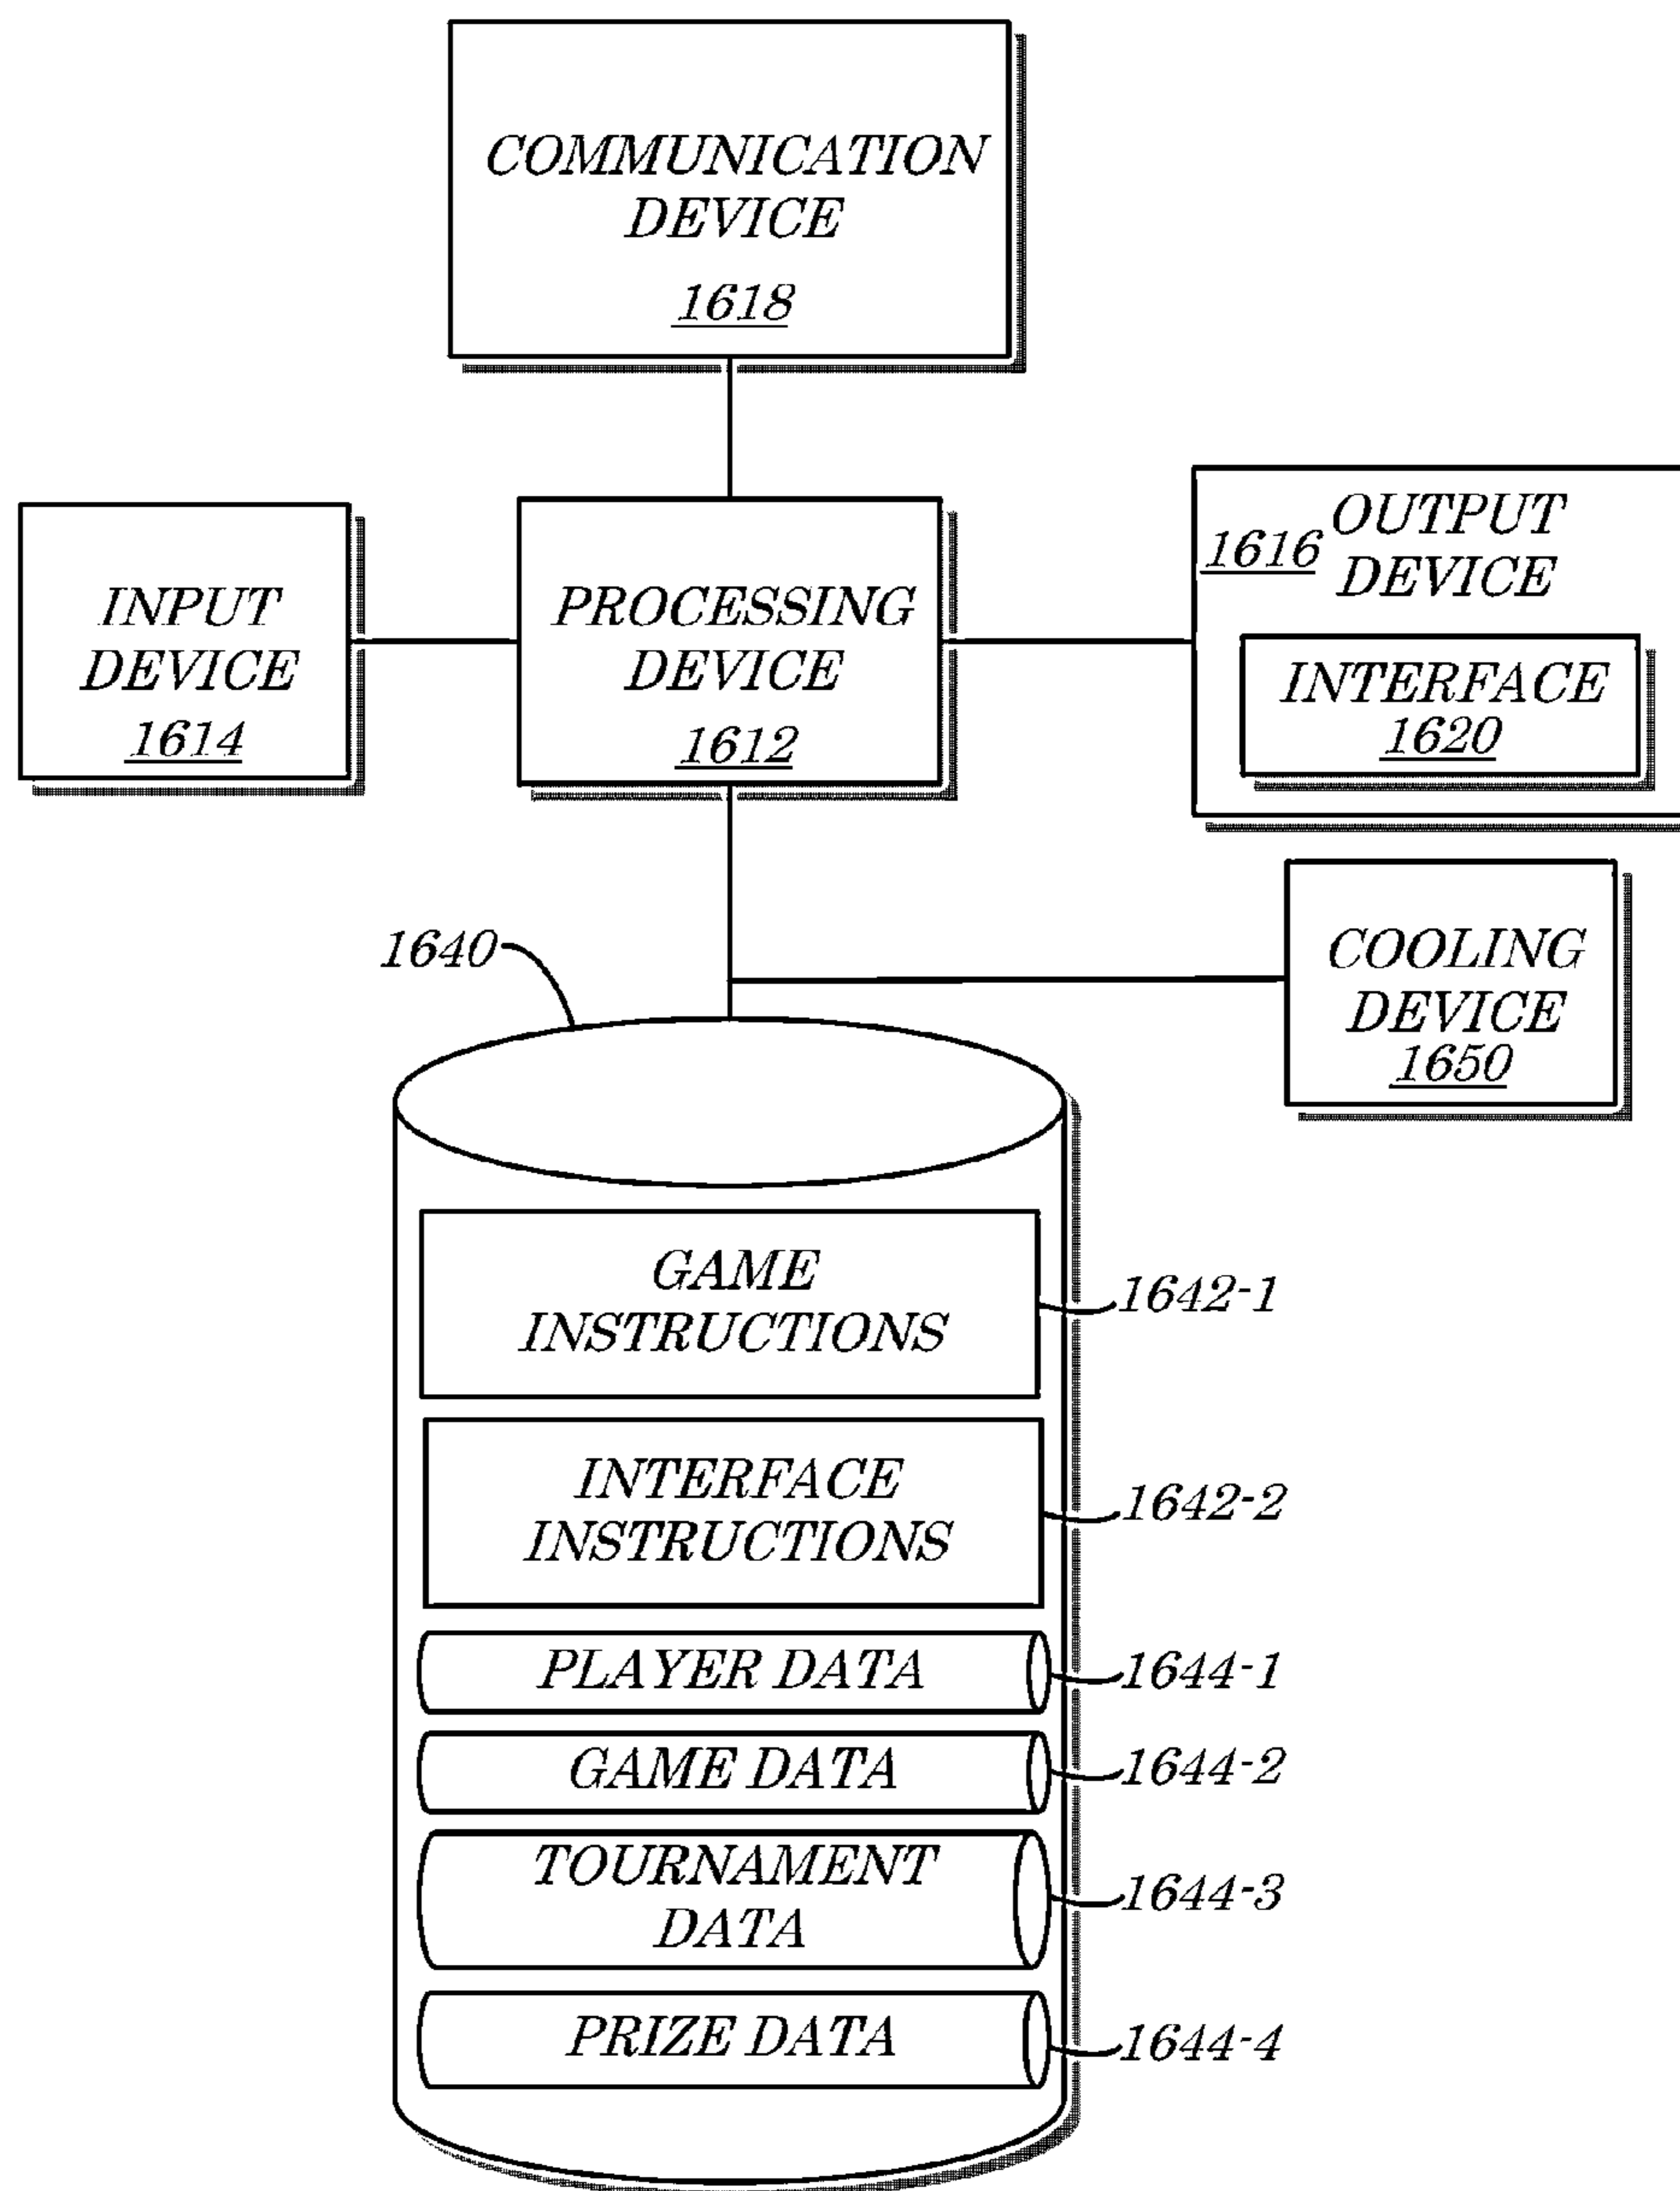 COMMUNICATION
DEVICE
1618
INPUT
DEVICE
1614
PROCESSING
DEVICE
1612
OUTPUT
1616
DEVICE
INTERFACE
1620
COOLING
DEVICE
1650
1640
GAME
INSTRUCTIONS
1642-1
INTERFACE
INSTRUCTIONS
1642-2
PLAYER DATA
1644-1
GAME DATA
1644-2
TOURNAMENT
DATA
1644-3
PRIZE DATA
1644-4